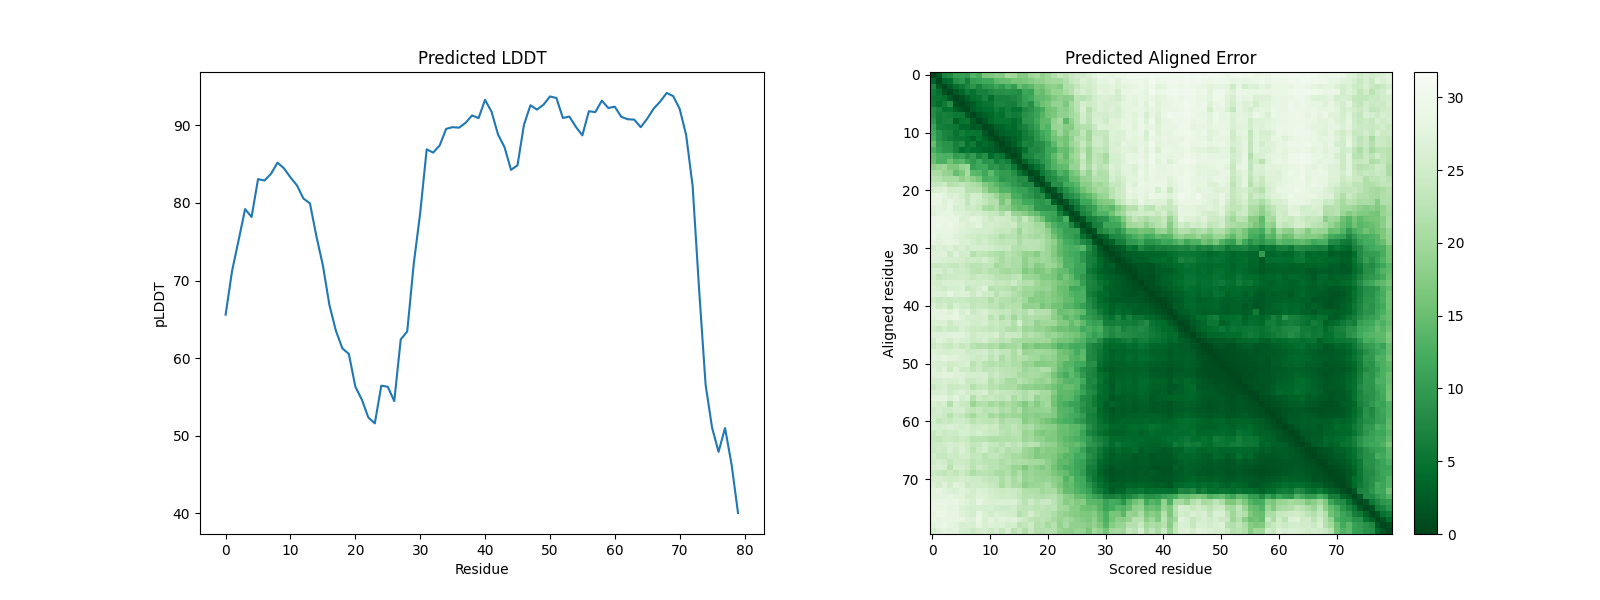 Predicted LDDT
pLDDT
90
80
70
60
50
40
0 10 20 30 40 50 60 70 80
Residue
Predicted Aligned Error
Aligned residue
0
10
20
30
40
50
60
70
0 10 20 30 40 50 60 70
Scored residue
30
25
20
15
10
5
0